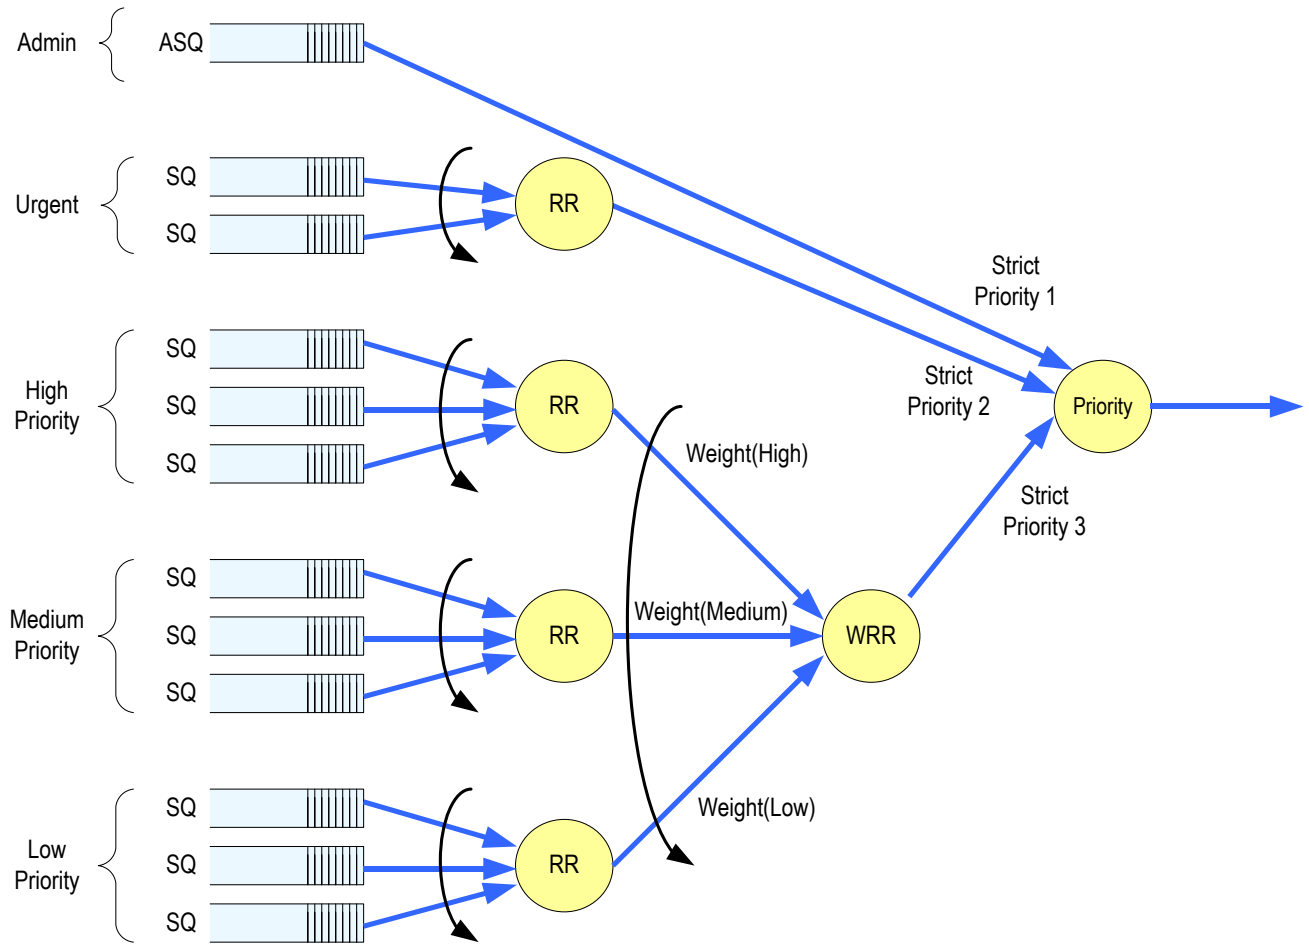 Admin
ASQ
Urgent
SQ
SQ
RR
Strict
Priority 1
High
Priority
SQ
SQ
SQ
RR
Strict
Priority 2
Priority
Weight(High)
Strict
Priority 3
Medium
Priority
SQ
SQ
SQ
RR
Weight(Medium)
WRR
Low
Priority
SQ
SQ
SQ
RR
Weight(Low)